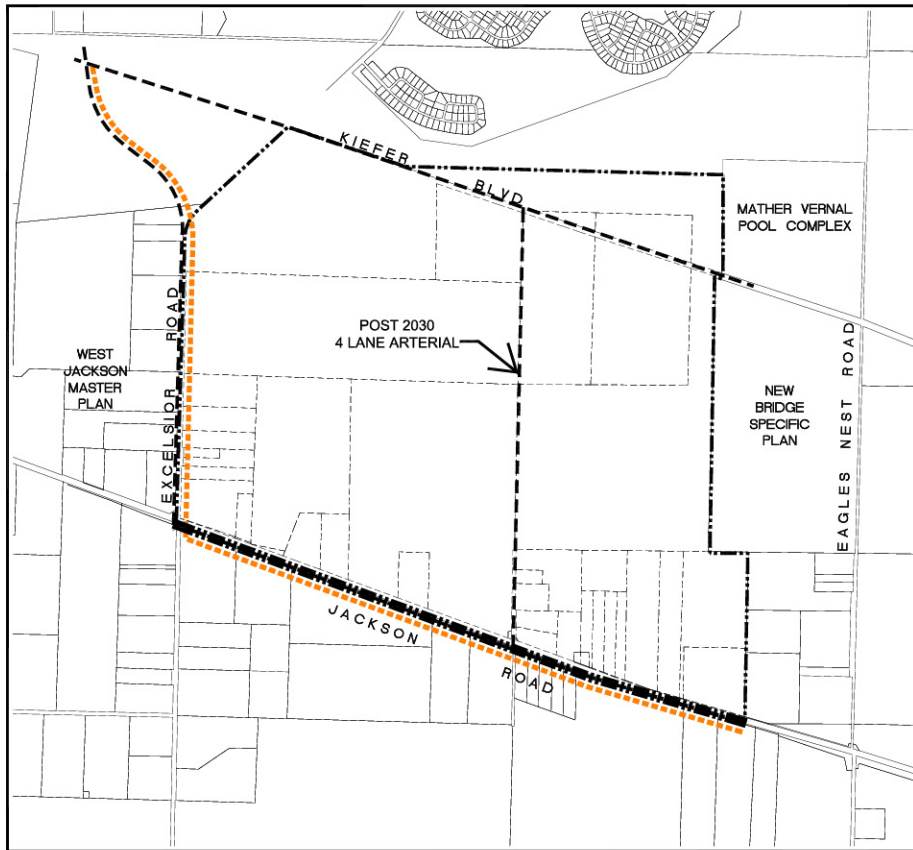 KIEFER
BLVD
MATHER VERNAL
POOL COMPLEX
POST 2030
4 LANE ARTERIAL
WEST
JACKSON
MASTER
PLAN
EXCELSIOR ROAD
NEW
BRIDGE
SPECIFIC
PLAN
EAGLES NEST ROAD
JACKSON
ROAD